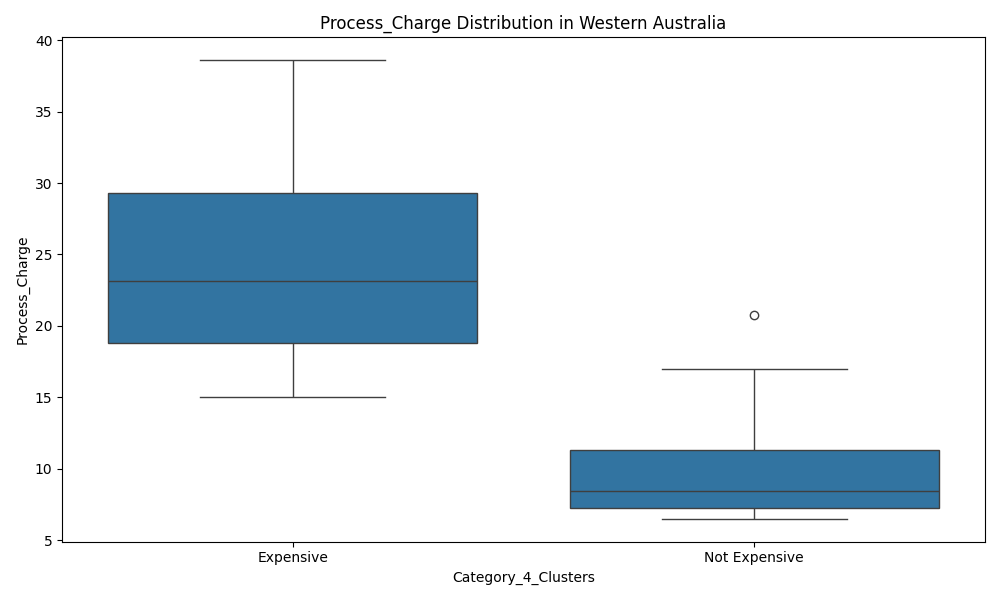 Process_Charge Distribution in Western Australia
Process_Charge
40
35
30
25
20
15
10
5
Expensive
Not Expensive
Category_4_Clusters